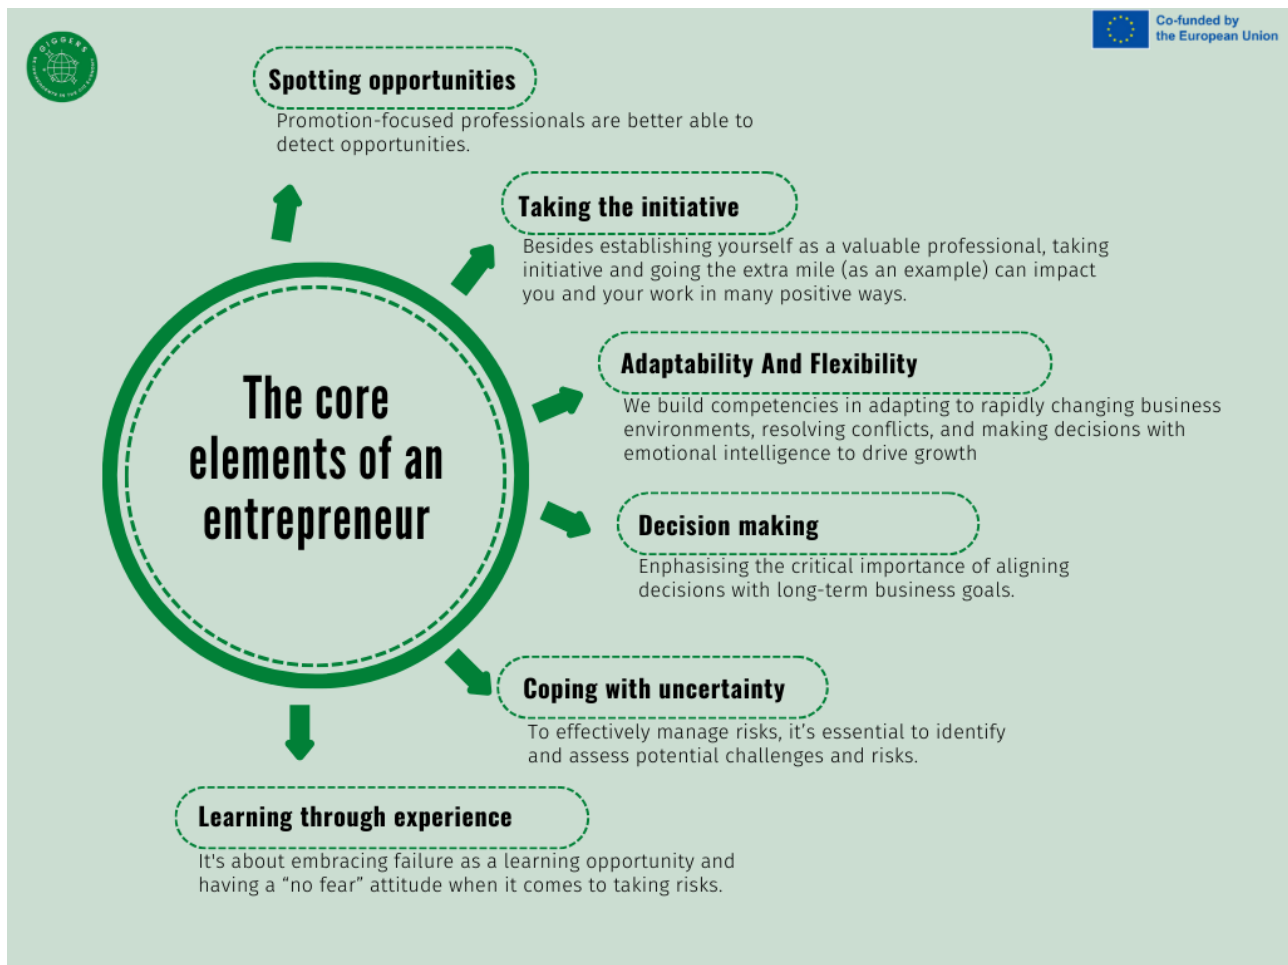 GIGGERS
Co-funded by
the European Union
Spotting opportunities
Promotion-focused professionals are better able to
detect opportunities.
Taking the initiative
Besides establishing yourself as a valuable professional, taking
initiative and going the extra mile (as an example) can impact
you and your work in many positive ways.
Adaptability And Flexibility
We build competencies in adapting to rapidly changing business
environments, resolving conflicts, and making decisions with
emotional intelligence to drive growth
The core
elements of an
entrepreneur
Decision making
Enphasising the critical importance of aligning
decisions with long-term business goals.
Coping with uncertainty
To effectively manage risks, it’s essential to identify
and assess potential challenges and risks.
Learning through experience
It's about embracing failure as a learning opportunity and
having a “no fear” attitude when it comes to taking risks.